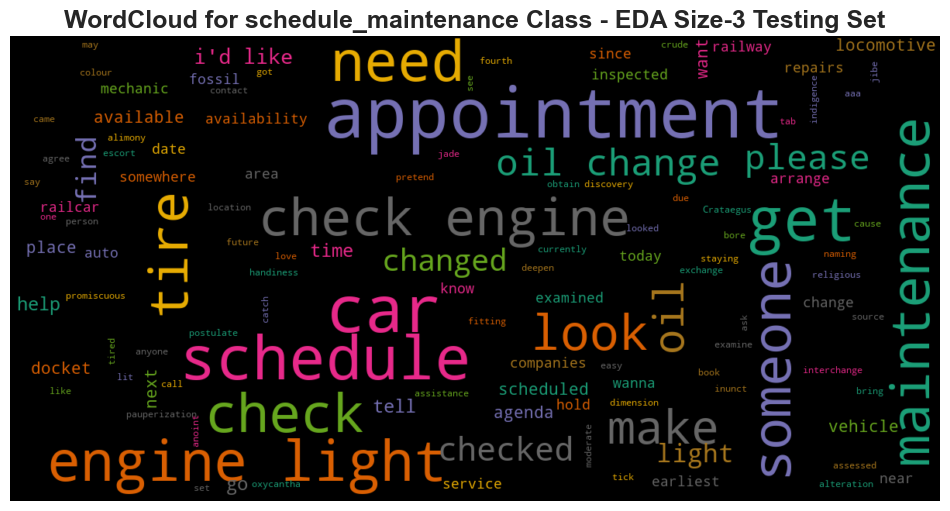 WordCloud for schedule_maintenance Class - EDA Size-3 Testing Set
may
i'd like
need
crude
locomotive
want
railway
since
fourth
colour
got
fossil
inspected
repairs
jibe
see
mechanic
contact
appointment
aaa
indigence
available
availability
tab
came
alimony
date
find
escort
agree
jade
oil change
please
say
somewhere
area
pretend
arrange
obtain
discovery
maintenance
railcar
one
person
tire
location
check engine
due
Crataegus
get
cause
looked
bore
naming
place
auto
future
time
love
currently
changed
today
staying
handiness
deepen
exchange
religious
someone
know
help
promiscuous
catch
car
examined
oil
change
source
postulate
fitting
look
ask
examine
tired
anyone
schedule
companies
easy
docket
lit
call
like
next
assistance
scheduled
wanna
book
inunct
interchange
bring
check
tell
agenda
hold
dimension
pauperization
anoint
make
vehicle
engine light
checked
moderate
light
assessed
set
go
oxycantha
service
tick
earliest
near
alteration